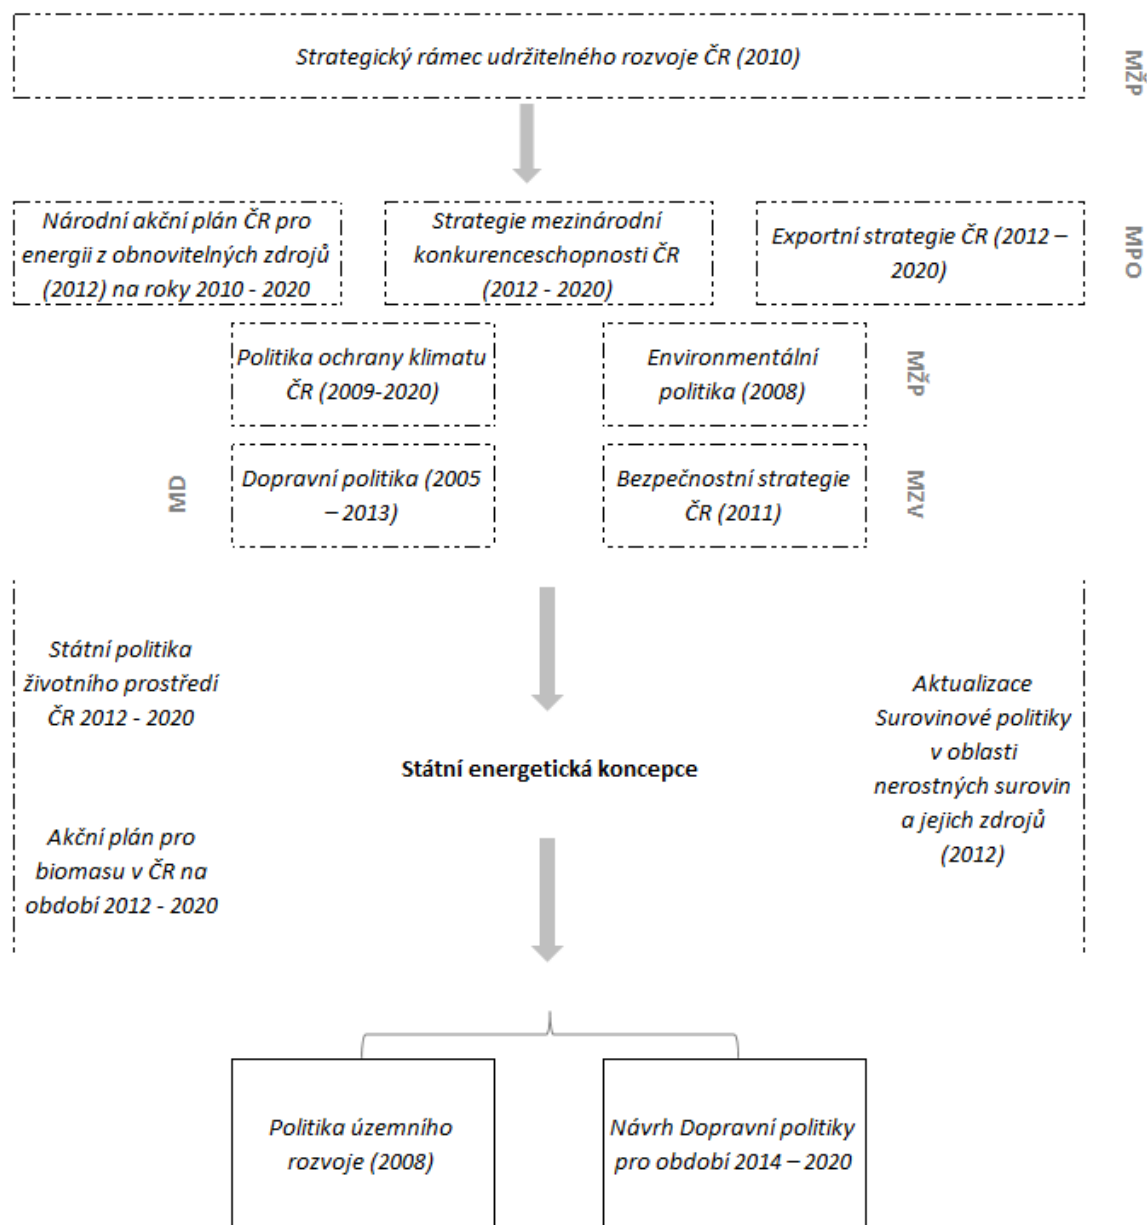 Strategický rámec udržitelného rozvoje ČR (2010)
MŽP
Národní akční plán ČR pro
energii z obnovitelných zdrojů
(2012) na roky 2010 - 2020
Strategie mezinárodní
konkurenceschopnosti ČR
(2012 - 2020)
Exportní strategie ČR (2012 –
2020)
MPO
Politika ochrany klimatu
ČR (2009-2020)
Environmentální
politika (2008)
MŽP
MD
Dopravní politika (2005
– 2013)
Bezpečnostní strategie
ČR (2011)
MZV
Státní politika
životního prostředí
ČR 2012 - 2020
Akční plán pro
biomasu v ČR na
období 2012 - 2020
Státní energetická koncepce
Aktualizace
Surovinové politiky
v oblasti
nerostných surovin
a jejich zdrojů
(2012)
Politika územního
rozvoje (2008)
Návrh Dopravní politiky
pro období 2014 – 2020